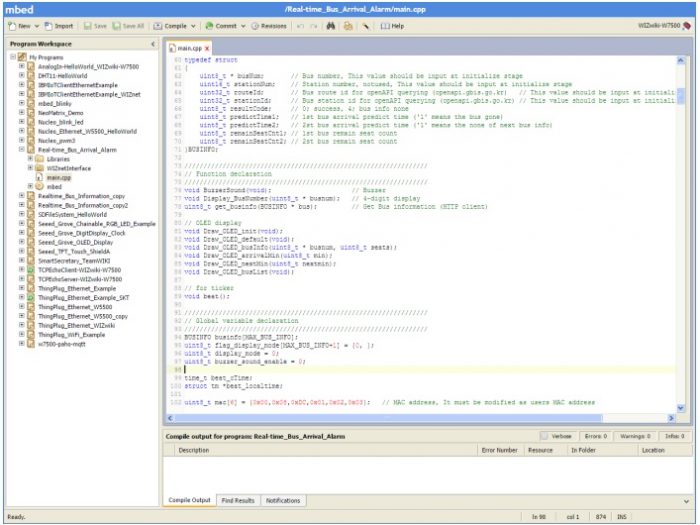 mbed
/Real-time_Bus_Arrival_Alarm/main.cpp
New Import Save Save All Compile Commit Revisions Help WIZwiki-W7500
Program Workspace
main.cpp x
My Programs
AnalogIn-HelloWorld_WIZwiki-W7500
DHT11-HelloWorld
IBMIoTClientEthernetExample
IBMIoTClientEthernetExample_WIZnet
mbed_blinky
NeoMatrix_Demo
Nucleo_blink_led
Nucleo_Ethernet_W5500_HelloWorld
Nucleo_pwm3
Real-time_Bus_Arrival_Alarm
Libraries
WIZnetInterface
main.cpp
mbed
Realtime_Bus_Information_copy
Realtime_Bus_Information_copy2
SDFileSystem_HelloWorld
Seeed_Grove_Chainable_RGB_LED_Example
Seeed_Grove_DigitDisplay_Clock
Seeed_Grove_OLED_Display
Seeed_TFT_Touch_ShieldA
SmartSecretary_TeamWIKI
TCPEchoClient-WIZwiki-W7500
TCPEchoServer-WIZwiki-W7500
ThingPlug_Ethernet_Example
ThingPlug_Ethernet_Example_SKT
ThingPlug_Ethernet_W5500
ThingPlug_Ethernet_W5500_copy
ThingPlug_Ethernet_WIZwiki
ThingPlug_WiFi_Example
w7500-paho-mqtt
60 typedef struct
61 {
62 uint8_t * busNum; // Bus number, This value should be input at initialize stage
63 uint16_t stationNum; // Station number, notused, This value should be input at initialize stage
64 uint32_t routeId; // Bus route id for openAPI querying (openapi.gbis.go.kr) // This value should be input at initiali
65 uint32_t stationId; // Bus station id for openAPI querying (openapi.gbis.go.kr) // This value should be input at initiali
66 uint8_t resultCode; // 0; success, 4: bus info none
67 uint8_t predictTime1; // 1st bus arrival predict time ('1' means the bus gone)
68 uint8_t predictTime2; // 2st bus arrival predict time ('1' means the none of next bus info)
69 uint8_t remainSeatCnt1; // 1st bus remain seat count
70 uint8_t remainSeatCnt2; // 2st bus remain seat count
71 }BUSINFO;
72
73 ////////////////////////////////////////////////////////////////
74 // Function declaration
75 ////////////////////////////////////////////////////////////////
76 void BuzzerSound(void); // Buzzer
77 void Display_BusNumber(uint8_t * busnum); // 4-digit display
78 uint8_t get_businfo(BUSINFO * bus); // Get Bus information (HTTP client)
79
80 // OLED display
81 void Draw_OLED_init(void);
82 void Draw_OLED_default(void);
83 void Draw_OLED_busInfo(uint8_t * busnum, uint8_t seats);
84 void Draw_OLED_arrivalMin(uint8_t min);
85 void Draw_OLED_nextMin(uint8_t nextmin);
86 void Draw_OLED_busList(void);
87
88 // for ticker
89 void beat();
90
91 ////////////////////////////////////////////////////////////////
92 // Global variable declaration
93 ////////////////////////////////////////////////////////////////
94 BUSINFO businfo[MAX_BUS_INFO];
95 uint8_t flag_display_mode[MAX_BUS_INFO+1] = {0, };
96 uint8_t display_mode = 0;
97 uint8_t buzzer_sound_enable = 0;
98
99 time_t beat_cTime;
100 struct tm *beat_localtime;
101
102 uint8_t mac[6] = {0x00,0x08,0xDC,0x01,0x02,0x03}; // MAC address, It must be modified as users MAC address
Compile output for program: Real-time_Bus_Arrival_Alarm Verbose Errors: 0 Warnings: 0 Infos: 0
Description Error Number Resource In Folder Location
Compile Output Find Results Notifications
Ready. ln 98 col 1 874 INS